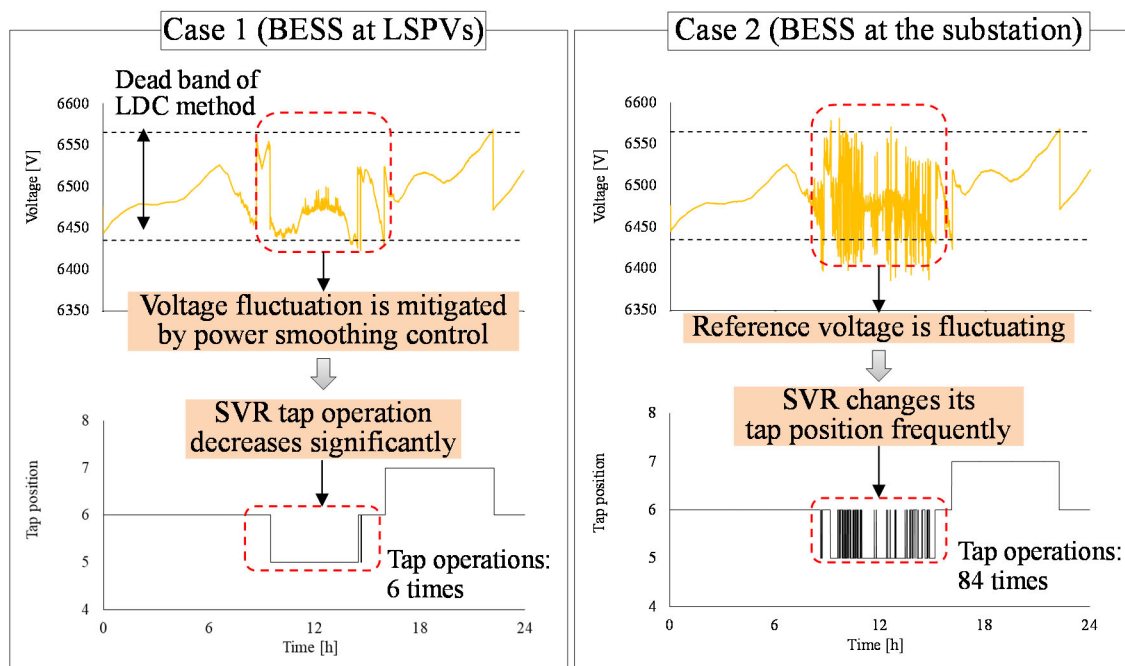 Case 1 (BESS at LSPVs)
Dead band of
LDC method
Voltage [V]
6600
6550
6500
6450
6400
6350
Voltage fluctuation is mitigated
by power smoothing control
SVR tap operation
decreases significantly
Tap position
8
7
6
5
4
Tap operations:
6 times
0
6
12
18
24
Time [h]
Case 2 (BESS at the substation)
Voltage [V]
6600
6550
6500
6450
6400
6350
Reference voltage is fluctuating
SVR changes its
tap position frequently
Tap position
8
7
6
5
4
Tap operations:
84 times
0
6
12
18
24
Time [h]